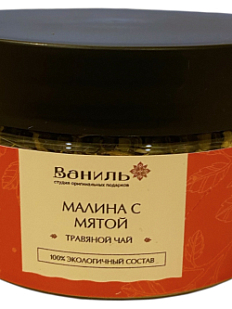 Ваниль
студия оригинальных подарков
МАЛИНА С
МЯТОЙ
ТРАВЯНОЙ ЧАЙ
100% ЭКОЛОГИЧНЫЙ СОСТАВ